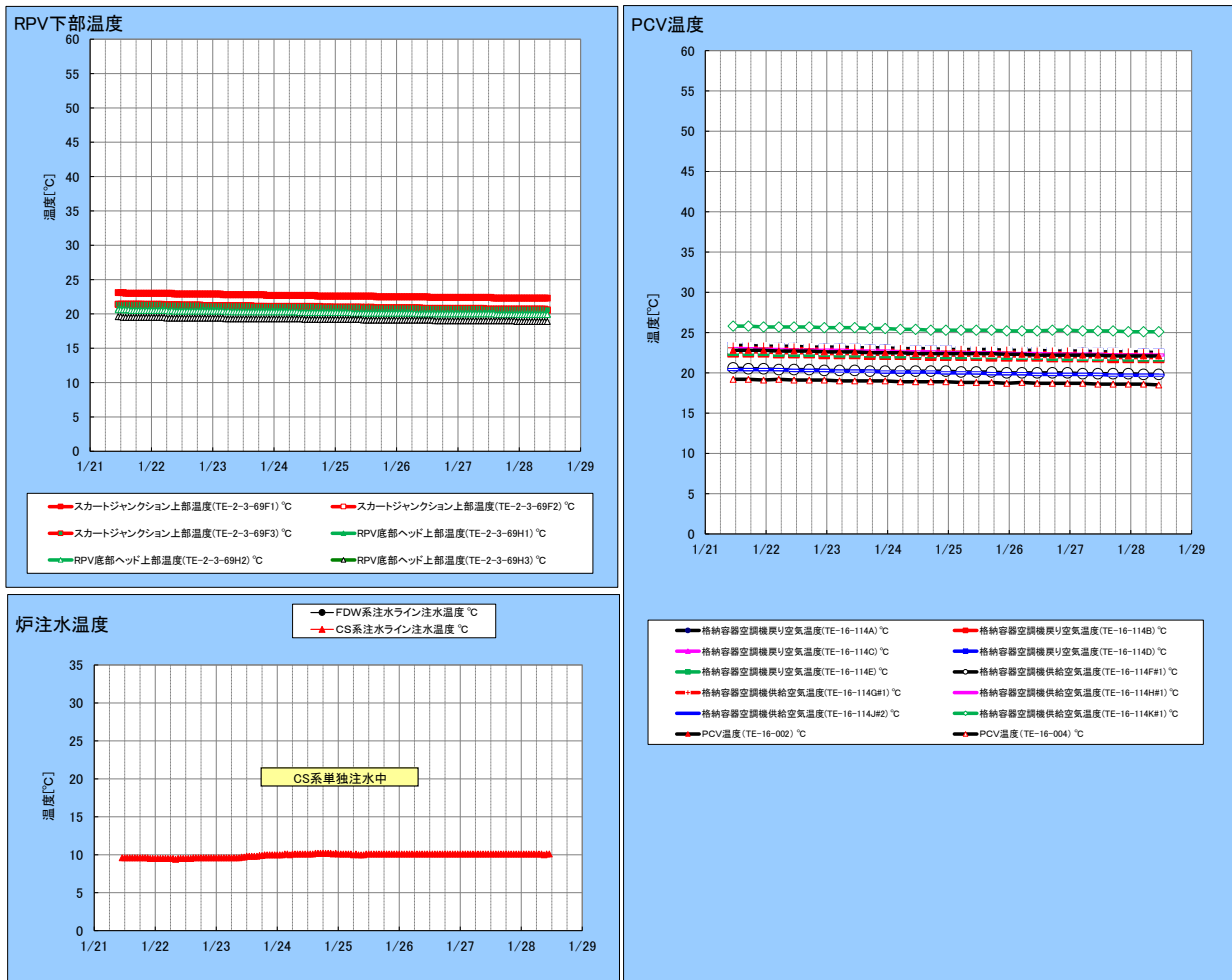 RPV下部温度
60
55
50
45
40
35
30
25
20
15
10
5
0
温度[℃]
1/21 1/22 1/23 1/24 1/25 1/26 1/27 1/28 1/29
スカートジャンクション上部温度(TE-2-3-69F1) ℃ スカートジャンクション上部温度(TE-2-3-69F2) ℃
スカートジャンクション上部温度(TE-2-3-69F3) ℃ RPV底部ヘッド上部温度(TE-2-3-69H1) ℃
RPV底部ヘッド上部温度(TE-2-3-69H2) ℃ RPV底部ヘッド上部温度(TE-2-3-69H3) ℃
炉注水温度
FDW系注水ライン注水温度 ℃
CS系注水ライン注水温度 ℃
35
30
25
20
15
10
5
0
温度[℃]
CS系単独注水中
1/21 1/22 1/23 1/24 1/25 1/26 1/27 1/28 1/29
PCV温度
60
55
50
45
40
35
30
25
20
15
10
5
0
温度[℃]
1/21 1/22 1/23 1/24 1/25 1/26 1/27 1/28 1/29
格納容器空調機戻り空気温度(TE-16-114A) ℃ 格納容器空調機戻り空気温度(TE-16-114B) ℃
格納容器空調機戻り空気温度(TE-16-114C) ℃ 格納容器空調機戻り空気温度(TE-16-114D) ℃
格納容器空調機戻り空気温度(TE-16-114E) ℃ 格納容器空調機供給空気温度(TE-16-114F#1) ℃
格納容器空調機供給空気温度(TE-16-114G#1) ℃ 格納容器空調機供給空気温度(TE-16-114H#1) ℃
格納容器空調機供給空気温度(TE-16-114J#2) ℃ 格納容器空調機供給空気温度(TE-16-114K#1) ℃
PCV温度(TE-16-002) ℃ PCV温度(TE-16-004) ℃